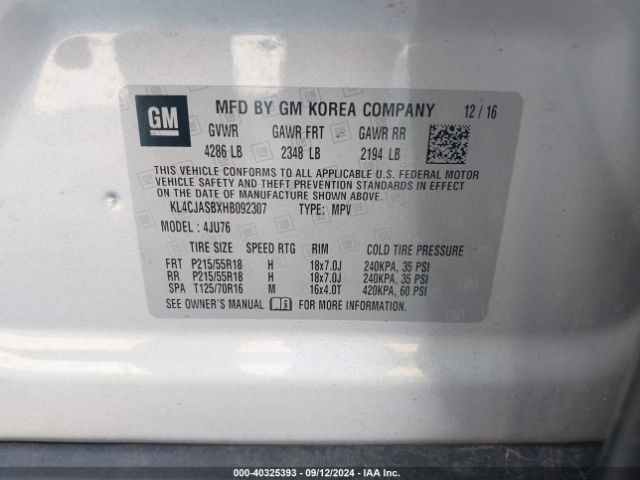 GM MFD BY GM KOREA COMPANY 12/16
GVWR GAWR FRT GAWR RR
4286 LB 2348 LB 2194 LB
THIS VEHICLE CONFORMS TO ALL APPLICABLE U.S. FEDERAL MOTOR
VEHICLE SAFETY AND THEFT PREVENTION STANDARDS IN EFFECT
ON THE DATE OF MANUFACTURE SHOWN ABOVE.
KL4CJASBXHB092307 TYPE: MPV
MODEL: 4JU76
TIRE SIZE SPEED RTG RIM COLD TIRE PRESSURE
FRT P215/55R18 H 18x7.0J 240KPA, 35 PSI
RR P215/55R18 H 18x7.0J 240KPA, 35 PSI
SPA T125/70R16 M 16x4.0T 420KPA, 60 PSI
SEE OWNER'S MANUAL FOR MORE INFORMATION
000-40325393 - 09/12/2024 - IAA Inc.